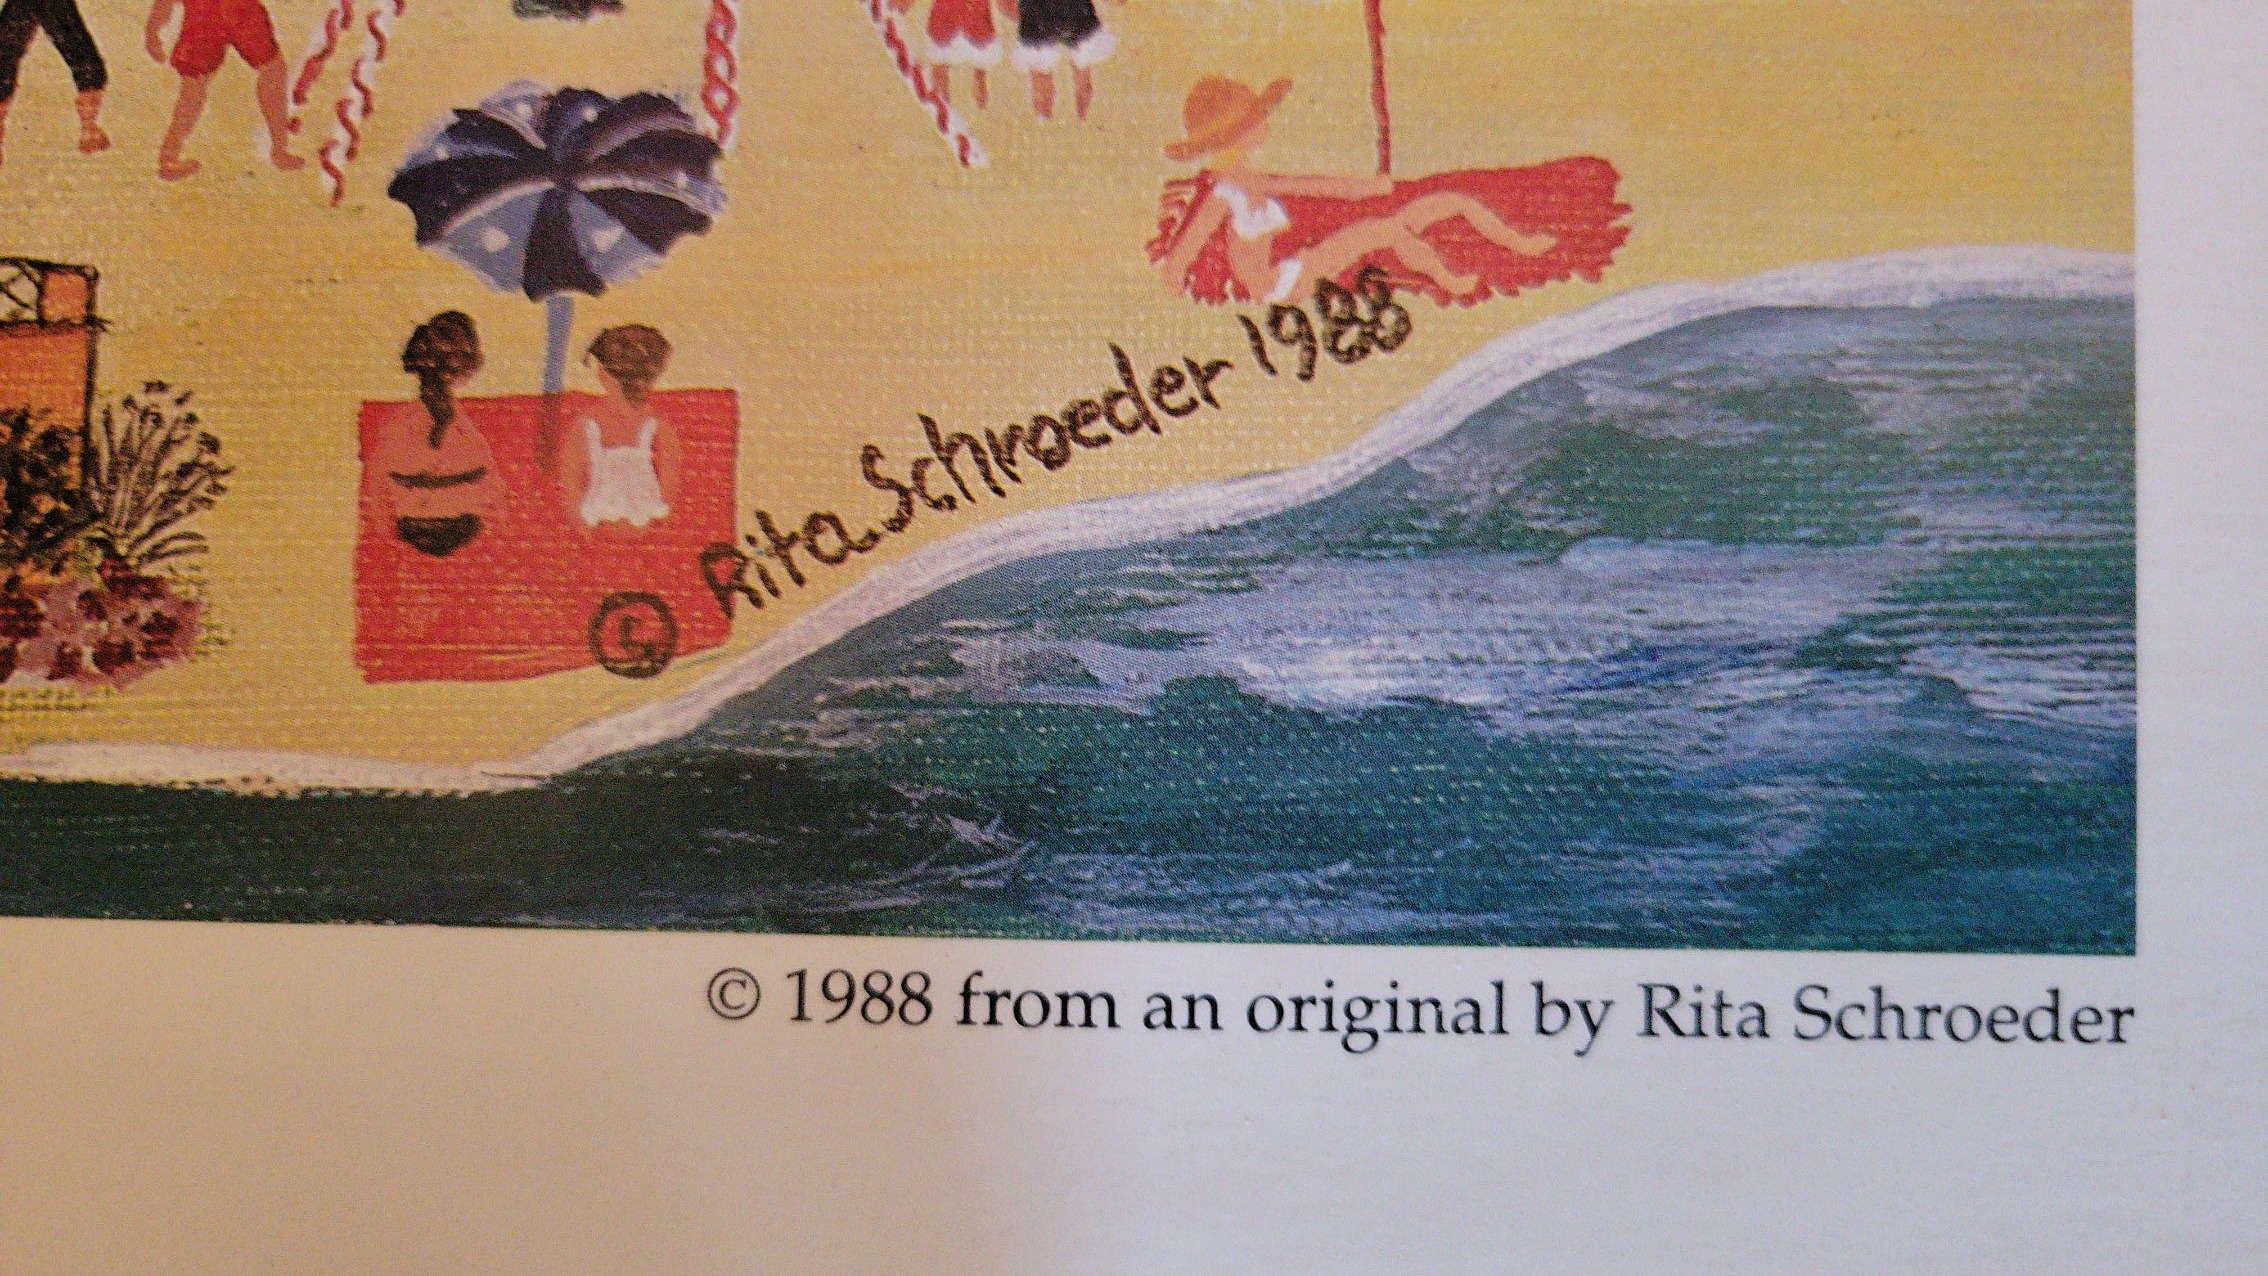 © Rita Schroeder 1988
© 1988 from an original by Rita Schroeder